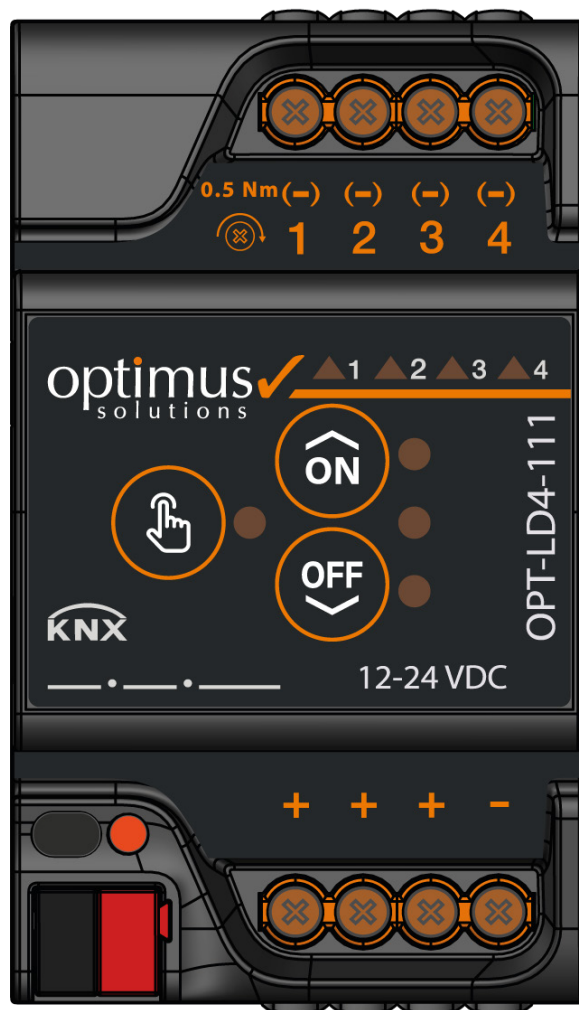 0.5 Nm (-) (-) (-) (-)
1 2 3 4
optimus
solutions
1 2 3 4
ON
OFF
OPT-LD4-111
KNX
12-24 VDC
+ + + -